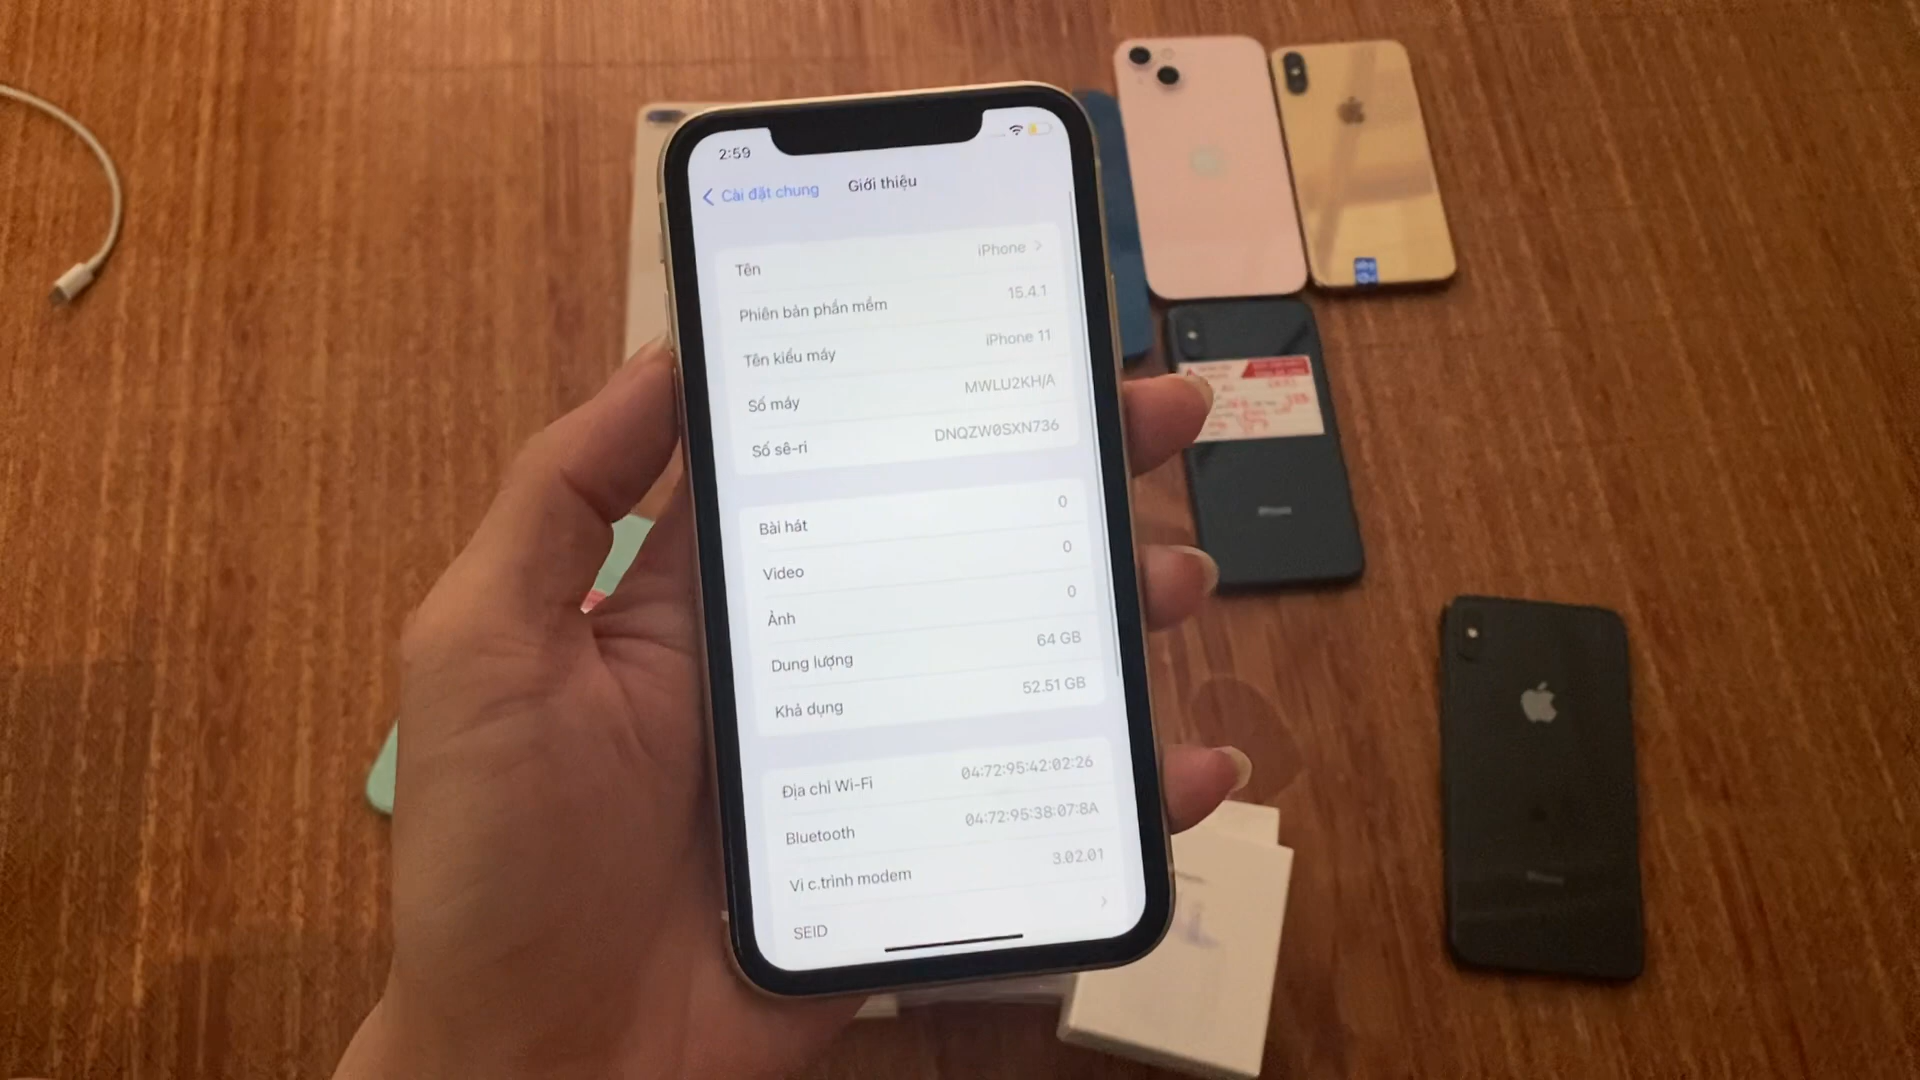 2:59
Cài đặt chung
Giới thiệu
Tên
iPhone
Phiên bản phần mềm
15.4.1
Tên kiểu máy
iPhone 11
Số máy
MWLU2KH/A
Số sê-ri
DNQZW0SXN736
Bài hát
0
Video
0
Ảnh
0
Dung lượng
64 GB
Khả dụng
52.51 GB
Địa chỉ Wi-Fi
04:72:95:42:02:26
Bluetooth
04:72:95:38:07:8A
Vi c.trình modem
3.02.01
SEID
iPhone